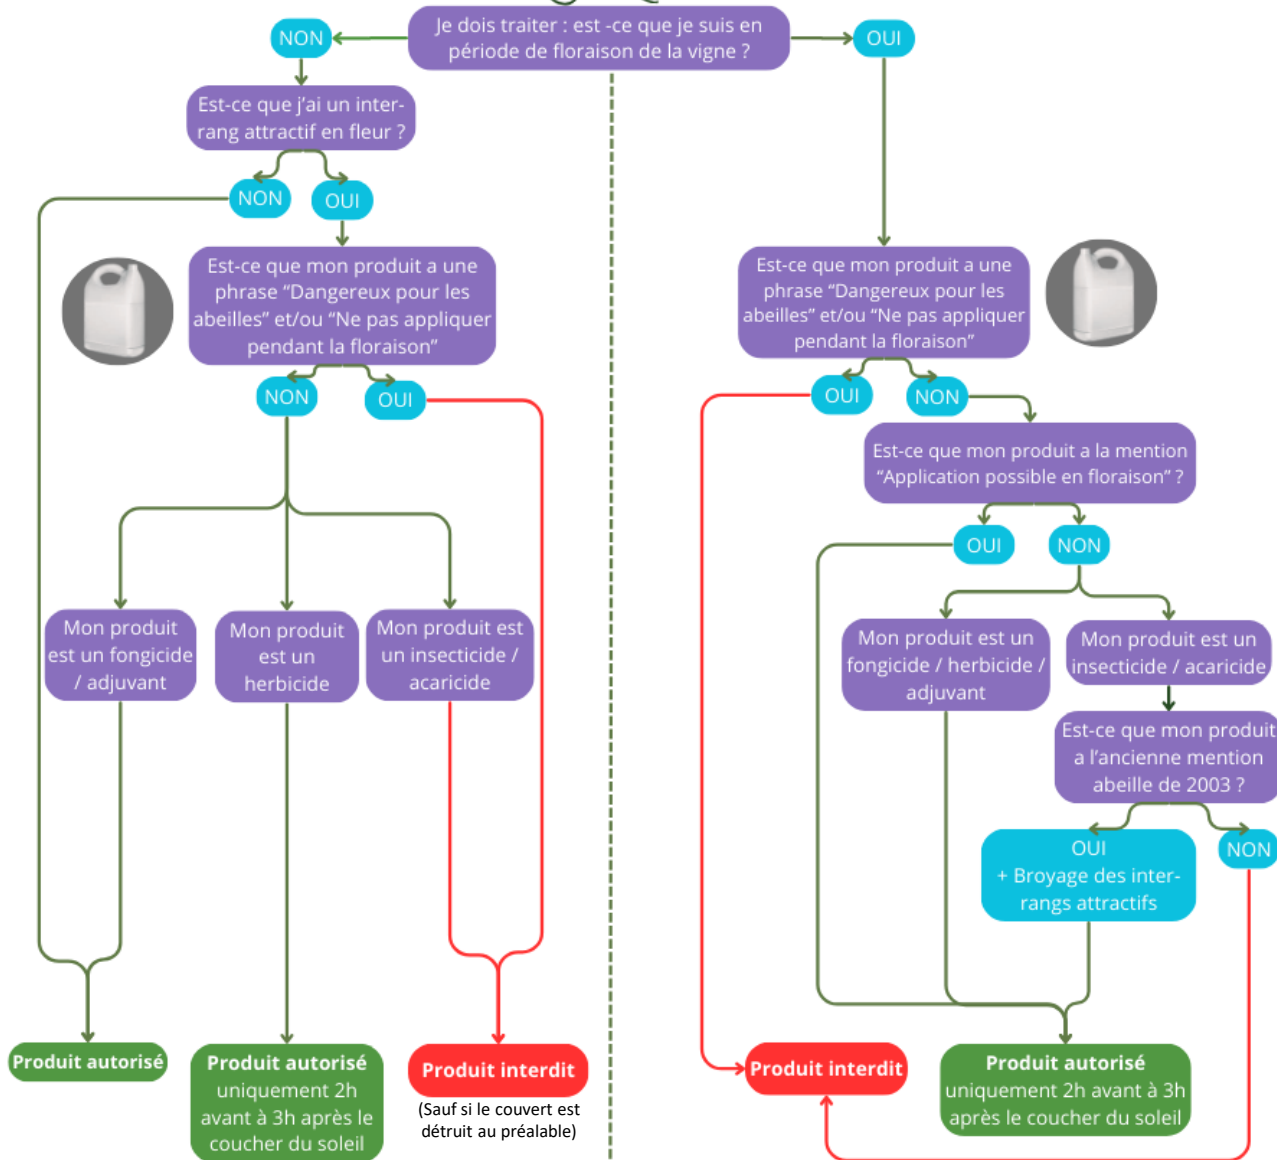 Je dois traiter : est -ce que je suis en
période de floraison de la vigne ?
NON
OUI
Est-ce que j'ai un inter-
rang attractif en fleur ?
NON
OUI
Est-ce que mon produit a une
phrase “Dangereux pour les
abeilles” et/ou “Ne pas appliquer
pendant la floraison”
NON
OUI
Mon produit
est un fongicide
/ adjuvant
Mon produit
est un
herbicide
Mon produit est
un insecticide /
acaricide
Produit autorisé
Produit autorisé
uniquement 2h
avant à 3h après le
coucher du soleil
Produit interdit
(Sauf si le couvert est
détruit au préalable)
Est-ce que mon produit a une
phrase “Dangereux pour les
abeilles” et/ou “Ne pas appliquer
pendant la floraison”
OUI
NON
Est-ce que mon produit a la mention
“Application possible en floraison” ?
OUI
NON
Mon produit est un
fongicide / herbicide /
adjuvant
Mon produit est un
insecticide / acaricide
Est-ce que mon produit
a l'ancienne mention
abeille de 2003 ?
OUI
+ Broyage des inter-
rangs attractifs
NON
Produit interdit
Produit autorisé
uniquement 2h avant à 3h
après le coucher du soleil